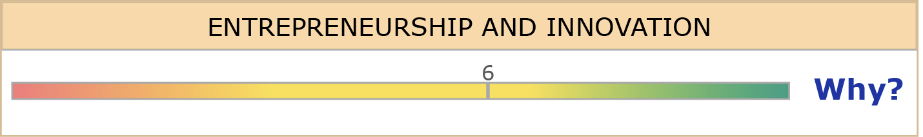 ENTREPRENEURSHIP AND INNOVATION
6
Why?